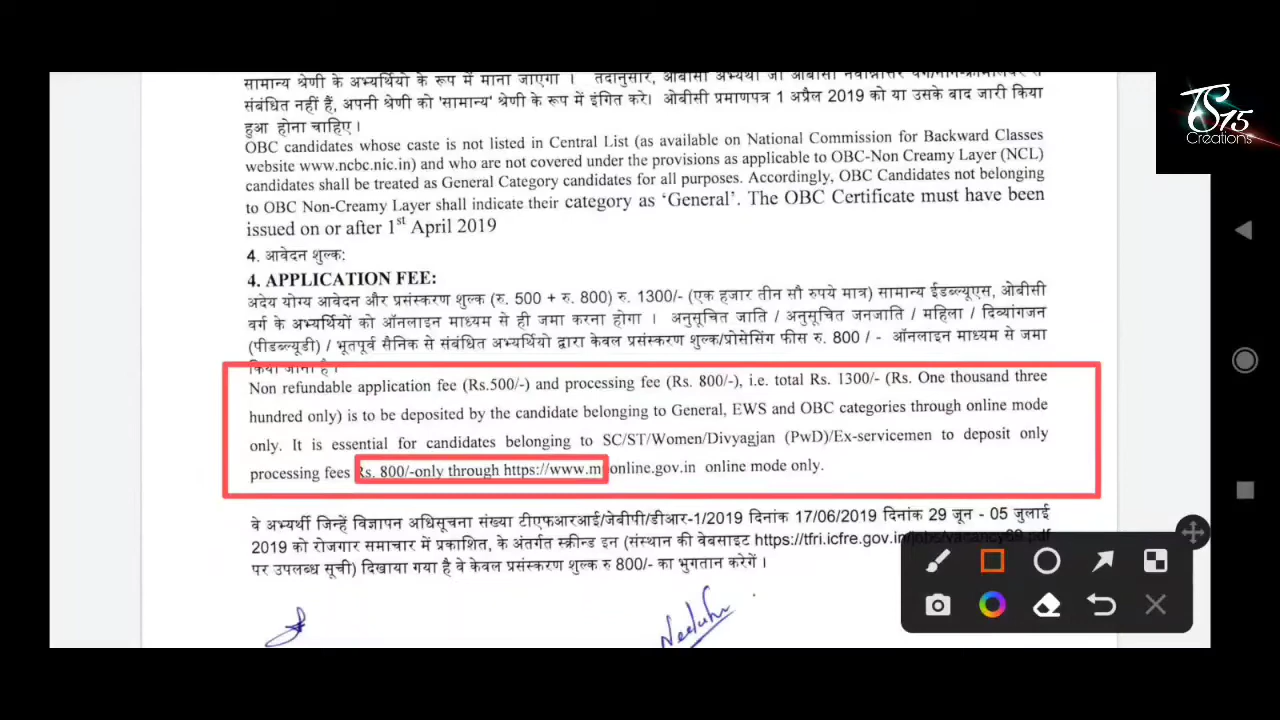 सामान्य श्रेणी के अभ्यर्थियो के रूप में माना जाएगा । तदानुसार, ओबीसी अभ्यर्थी जो ओबीसी
संबंधित नहीं हैं, अपनी श्रेणी को 'सामान्य' श्रेणी के रूप में इंगित करे। ओबीसी प्रमाणपत्र 1 अप्रैल 2019 को या उसके बाद जारी किया
हुआ होना चाहिए।
OBC candidates whose caste is not listed in Central List (as available on National Commission for Backward Classes
website www.ncbc.nic.in) and who are not covered under the provisions as applicable to OBC-Non Creamy Layer (NCL)
candidates shall be treated as General Category candidates for all purposes. Accordingly, OBC Candidates not belonging
to OBC Non-Creamy Layer shall indicate their category as ‘General’. The OBC Certificate must have been
issued on or after 1st April 2019
4. आवेदन शुल्क:
4. APPLICATION FEE:
अदेय योग्य आवेदन और प्रसंस्करण शुल्क (रु. 500 + रु. 800) रु. 1300/- (एक हजार तीन सौ रुपये मात्र) सामान्य ईडब्ल्यूएस, ओबीसी
वर्ग के अभ्यर्थियों को ऑनलाइन माध्यम से ही जमा करना होगा । अनुसूचित जाति / अनुसूचित जनजाति / महिला / दिव्यांगजन
(पीडब्ल्यूडी) / भूतपूर्व सैनिक से संबंधित अभ्यर्थियों द्वारा केवल प्रसंस्करण शुल्क/प्रोसेसिंग फीस रु. 800 / - ऑनलाइन माध्यम से जमा
किया जाना है ।
Non refundable application fee (Rs.500/-) and processing fee (Rs. 800/-), i.e. total Rs. 1300/- (Rs. One thousand three
hundred only) is to be deposited by the candidate belonging to General, EWS and OBC categories through online mode
only. It is essential for candidates belonging to SC/ST/Women/Divyagjan (PwD)/Ex-servicemen to deposit only
processing fees Rs. 800/-only through https://www.mponline.gov.in online mode only.
वे अभ्यर्थी जिन्हें विज्ञापन अधिसूचना संख्या टीएफआरआई/जेबीपी/डीआर-1/2019 दिनांक 17/06/2019 दिनांक 29 जून - 05 जुलाई
2019 को रोजगार समाचार में प्रकाशित, के अंतर्गत स्क्रीन्ड इन (संस्थान की वेबसाइट https://tfri.icfre.gov.in/jobs/vacancy69.pdf
पर उपलब्ध सूची) दिखाया गया है वे केवल प्रसंस्करण शुल्क रु 800/- का भुगतान करेगें ।
TS15
Creations